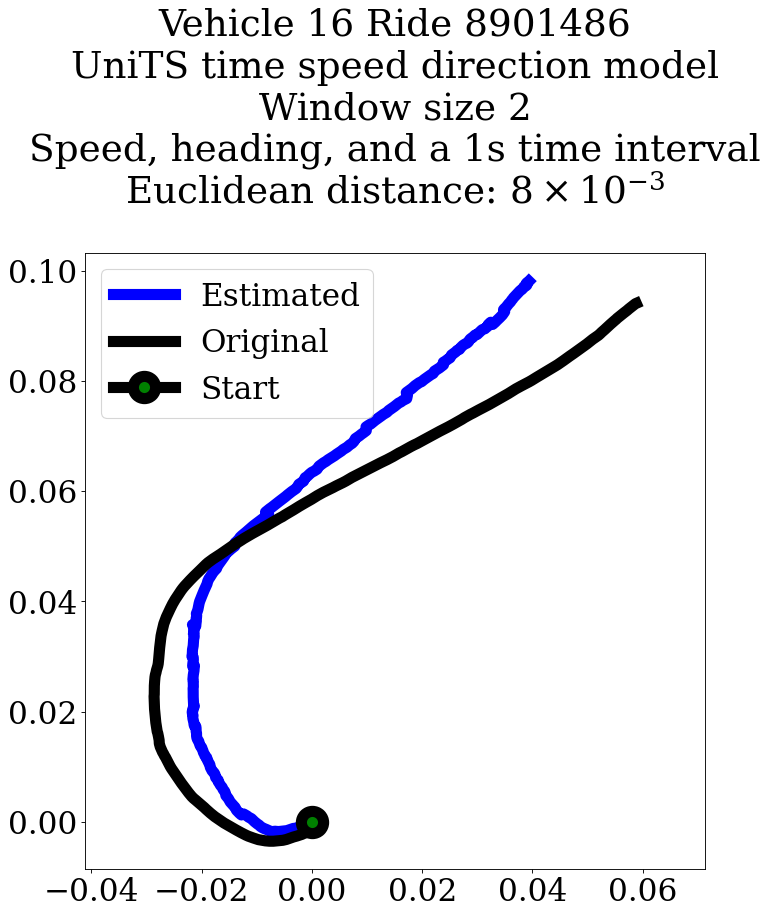 Vehicle 16 Ride 8901486
UniTS time speed direction model
Window size 2
Speed, heading, and a 1s time interval
Euclidean distance: 8 × 10⁻³
Estimated
Original
Start
0.10
0.08
0.06
0.04
0.02
0.00
−0.04 −0.02 0.00 0.02 0.04 0.06